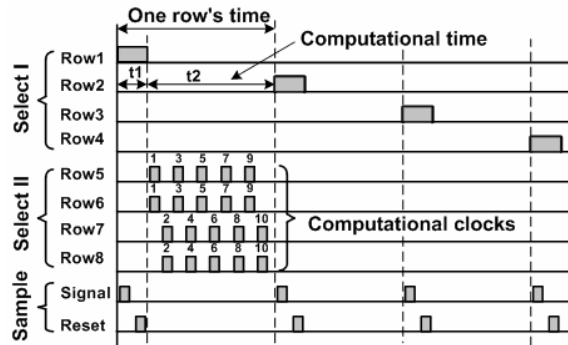 One row's time
Computational time
Select I
Row1
t1
t2
Row2
Row3
Row4
Select II
1 3 5 7 9
Row5
1 3 5 7 9
Row6
2 4 6 8 10
Row7
2 4 6 8 10
Row8
Computational clocks
Sample
Signal
Reset